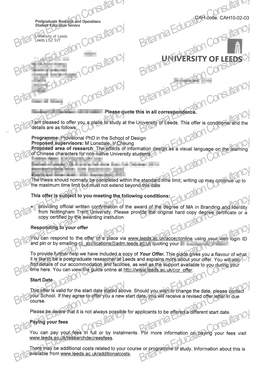 CAH code: CAH10-02-03
Postgraduate Research and Operations
Student Education Service
University of Leeds
Leeds LS2 9JT
UNIVERSITY OF LEEDS
Please quote this in all correspondence.
I am pleased to offer you a place to study at the University of Leeds. This offer is conditional and the
details are as follows:
Programme: Provisional PhD in the School of Design
Proposed supervisors: M Lonsdale, V Cheung
Proposed area of research: The effects of information design as a visual language on the learning
of Chinese characters for non-native University students
The thesis should normally be completed within the standard time limit; writing up may continue up to
the maximum time limit but must not extend beyond this date
This offer is subject to you meeting the following conditions:
providing official written confirmation of the award of the degree of MA in Branding and Identity
from Nottingham Trent University. Please provide the original hard copy degree certificate or a
copy certified by the awarding institution
Responding to your offer
You can respond to the offer of a place via www.leeds.ac.uk/acceptonline using your web login ID
and pin or by emailing quoting your ID
To provide further help we have included a copy of Your Offer. This guide gives you a flavour of what
it is like to be a postgraduate researcher at Leeds and explains more about your offer. You will also
find details of our accommodation and facilities, as well as the support available to you during your
time here. You can view the guide online at
Start Date
This offer is valid for the start date stated above. Should you wish to change the date, please contact
your School. If they agree to you a new start date, you will receive a revised offer letter in due
course.
Please be aware that it is not always possible for applicants to be offered a different start date.
Paying your fees
You can pay your fees in full or by instalments. For more information on paying your fees visit
www.leeds.ac.uk/researchdegreefees
There may be additional costs related to your course or programme of study. Information about this is
available from www.leeds.ac.uk/additionalcosts
Britannia Education Consultancy